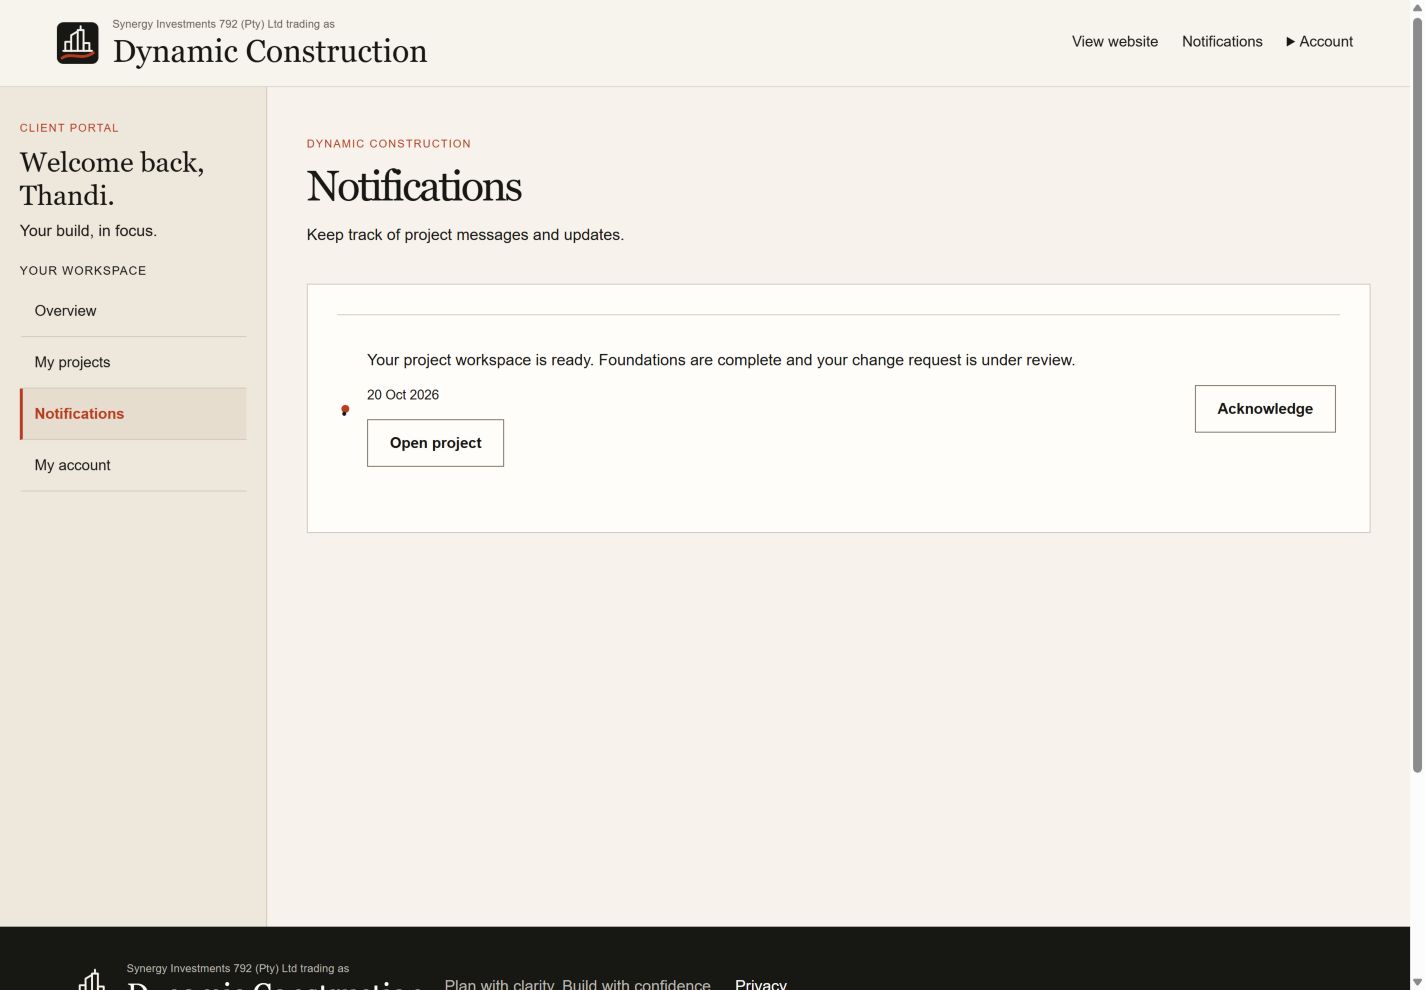 Synergy Investments 792 (Pty) Ltd trading as
Dynamic Construction
View website
Notifications
Account
CLIENT PORTAL
Welcome back,
Thandi.
Your build, in focus.
YOUR WORKSPACE
Overview
My projects
Notifications
My account
DYNAMIC CONSTRUCTION
Notifications
Keep track of project messages and updates.
Your project workspace is ready. Foundations are complete and your change request is under review.
20 Oct 2026
Open project
Acknowledge
Synergy Investments 792 (Pty) Ltd trading as
Dynamic Construction
Plan with clarity. Build with confidence
Privacy